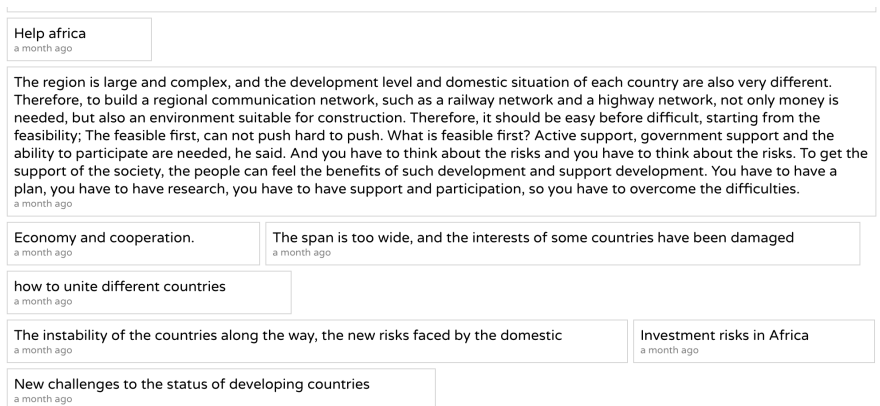 Help africa
a month ago
The region is large and complex, and the development level and domestic situation of each country are also very different.
Therefore, to build a regional communication network, such as a railway network and a highway network, not only money is
needed, but also an environment suitable for construction. Therefore, it should be easy before difficult, starting from the
feasibility; The feasible first, can not push hard to push. What is feasible first? Active support, government support and the
ability to participate are needed, he said. And you have to think about the risks and you have to think about the risks. To get the
support of the society, the people can feel the benefits of such development and support development. You have to have a
plan, you have to have research, you have to have support and participation, so you have to overcome the difficulties.
a month ago
Economy and cooperation.
a month ago
The span is too wide, and the interests of some countries have been damaged
a month ago
how to unite different countries
a month ago
The instability of the countries along the way, the new risks faced by the domestic
a month ago
Investment risks in Africa
a month ago
New challenges to the status of developing countries
a month ago